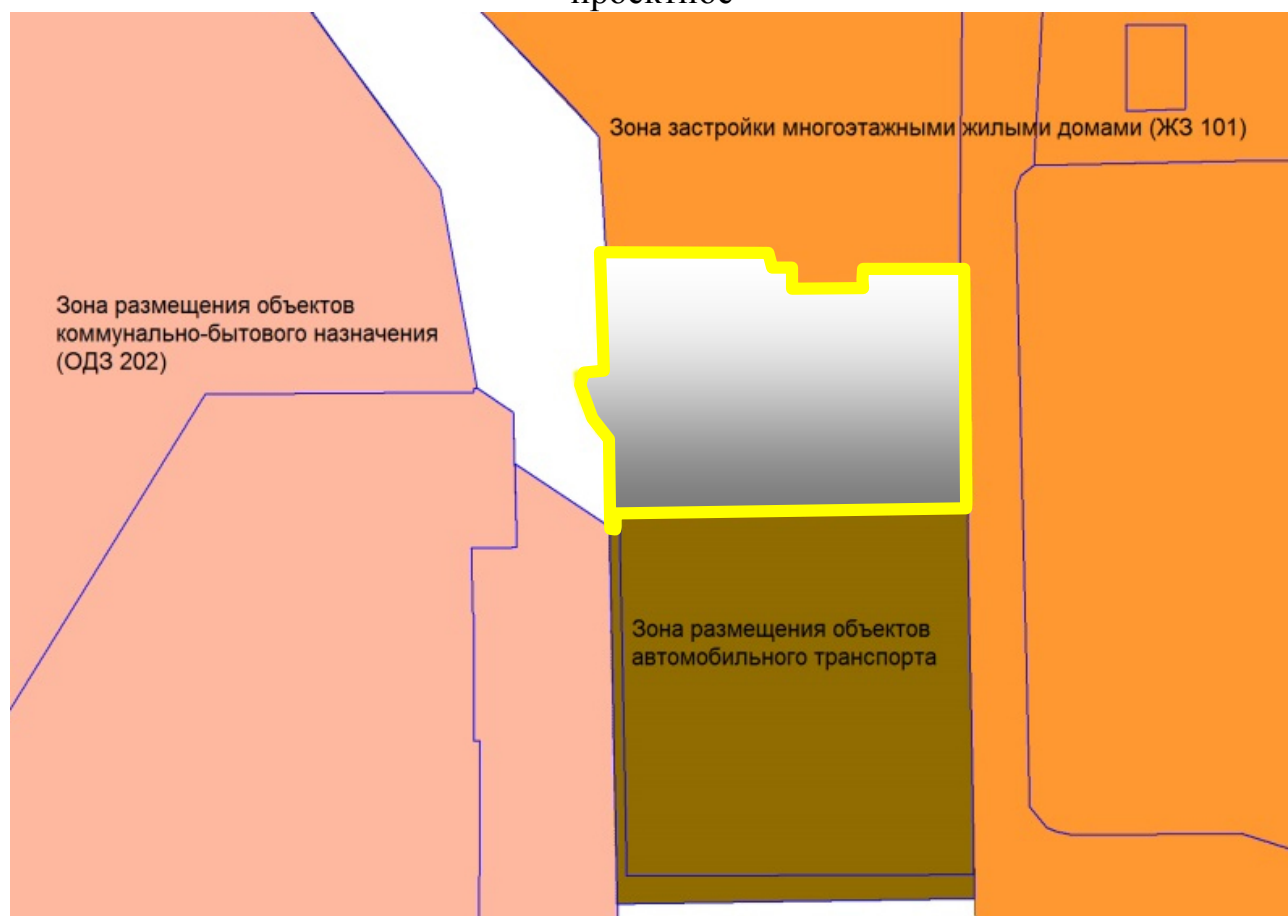 проектное
Зона застройки многоэтажными жилыми домами (ЖЗ 101)
Зона размещения объектов
коммунально-бытового назначения
(ОДЗ 202)
Зона размещения объектов
автомобильного транспорта